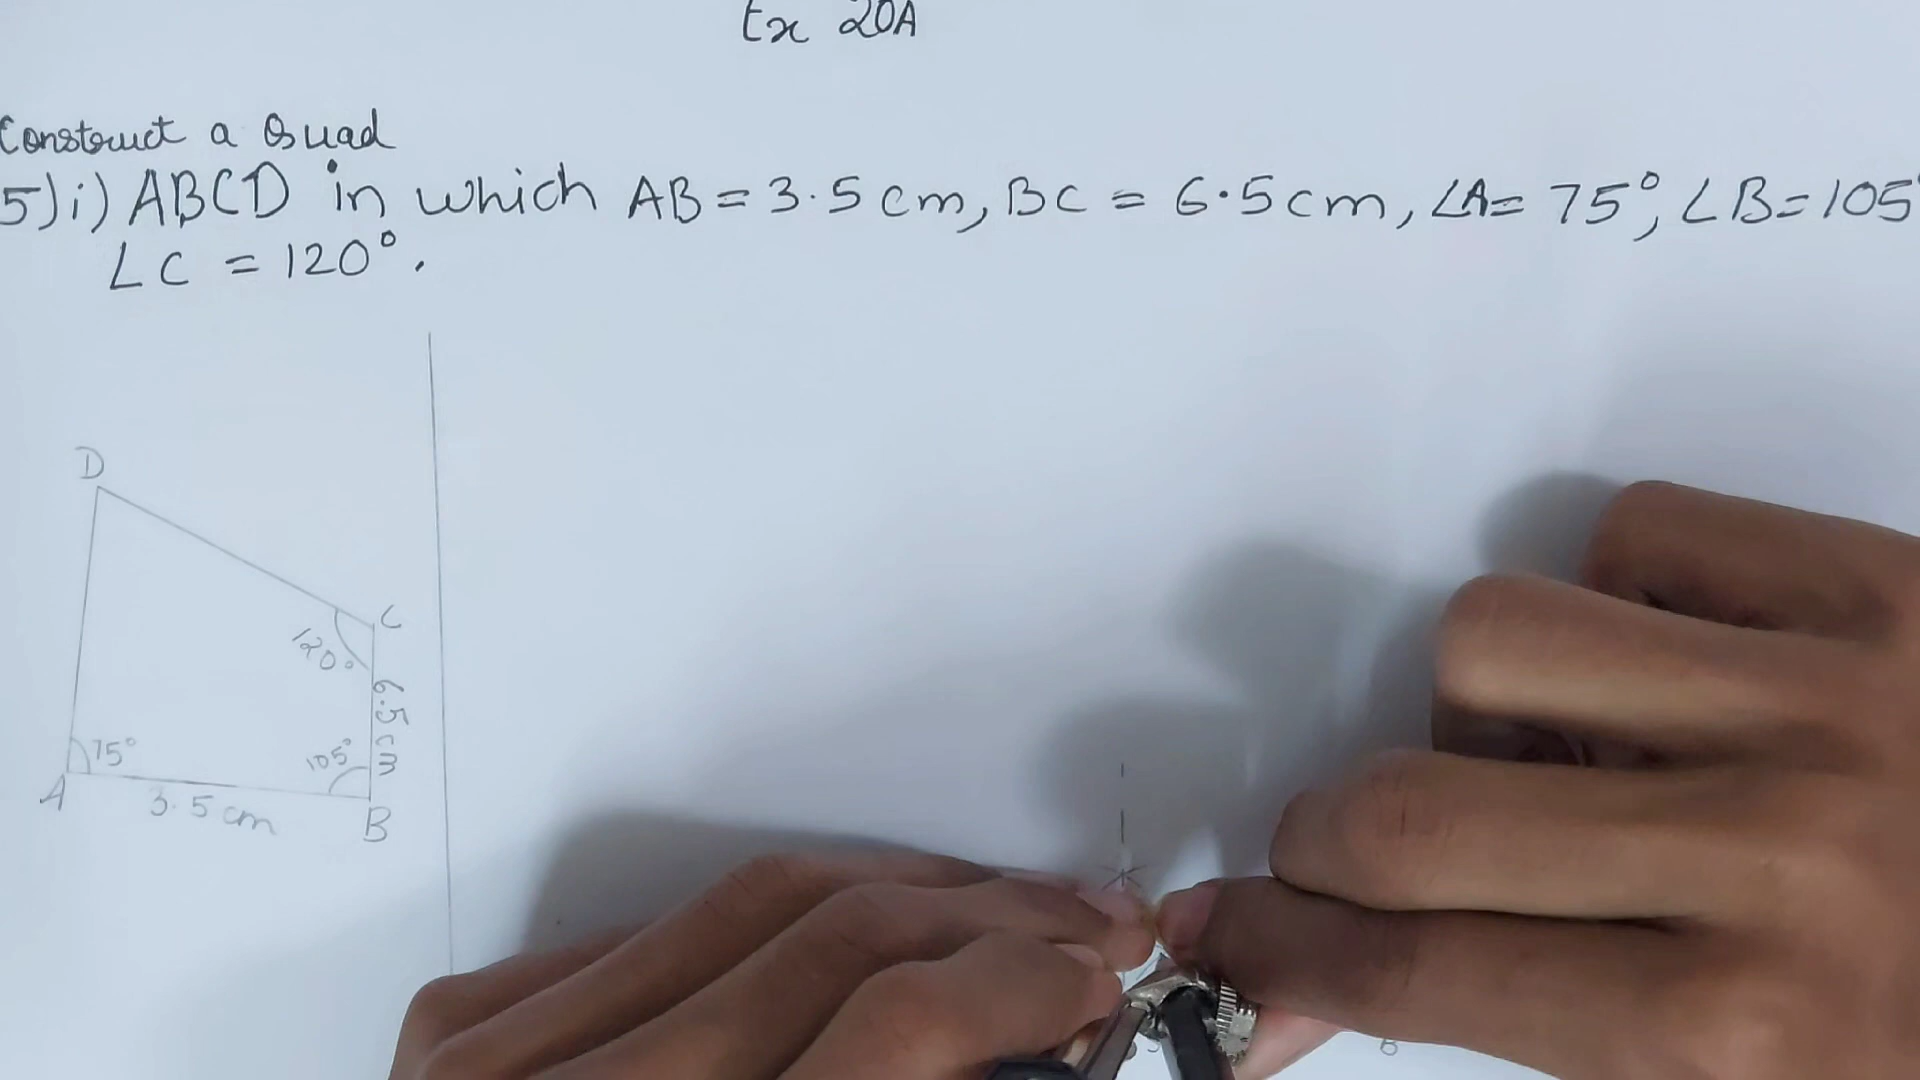 Ex 20A
Construct a Quad
5)i) ABCD in which AB = 3.5 cm, BC = 6.5 cm, ∠A = 75°, ∠B = 105°
∠C = 120°.
D
C
120°
6.5 cm
75°
105°
A
3.5 cm
B
B